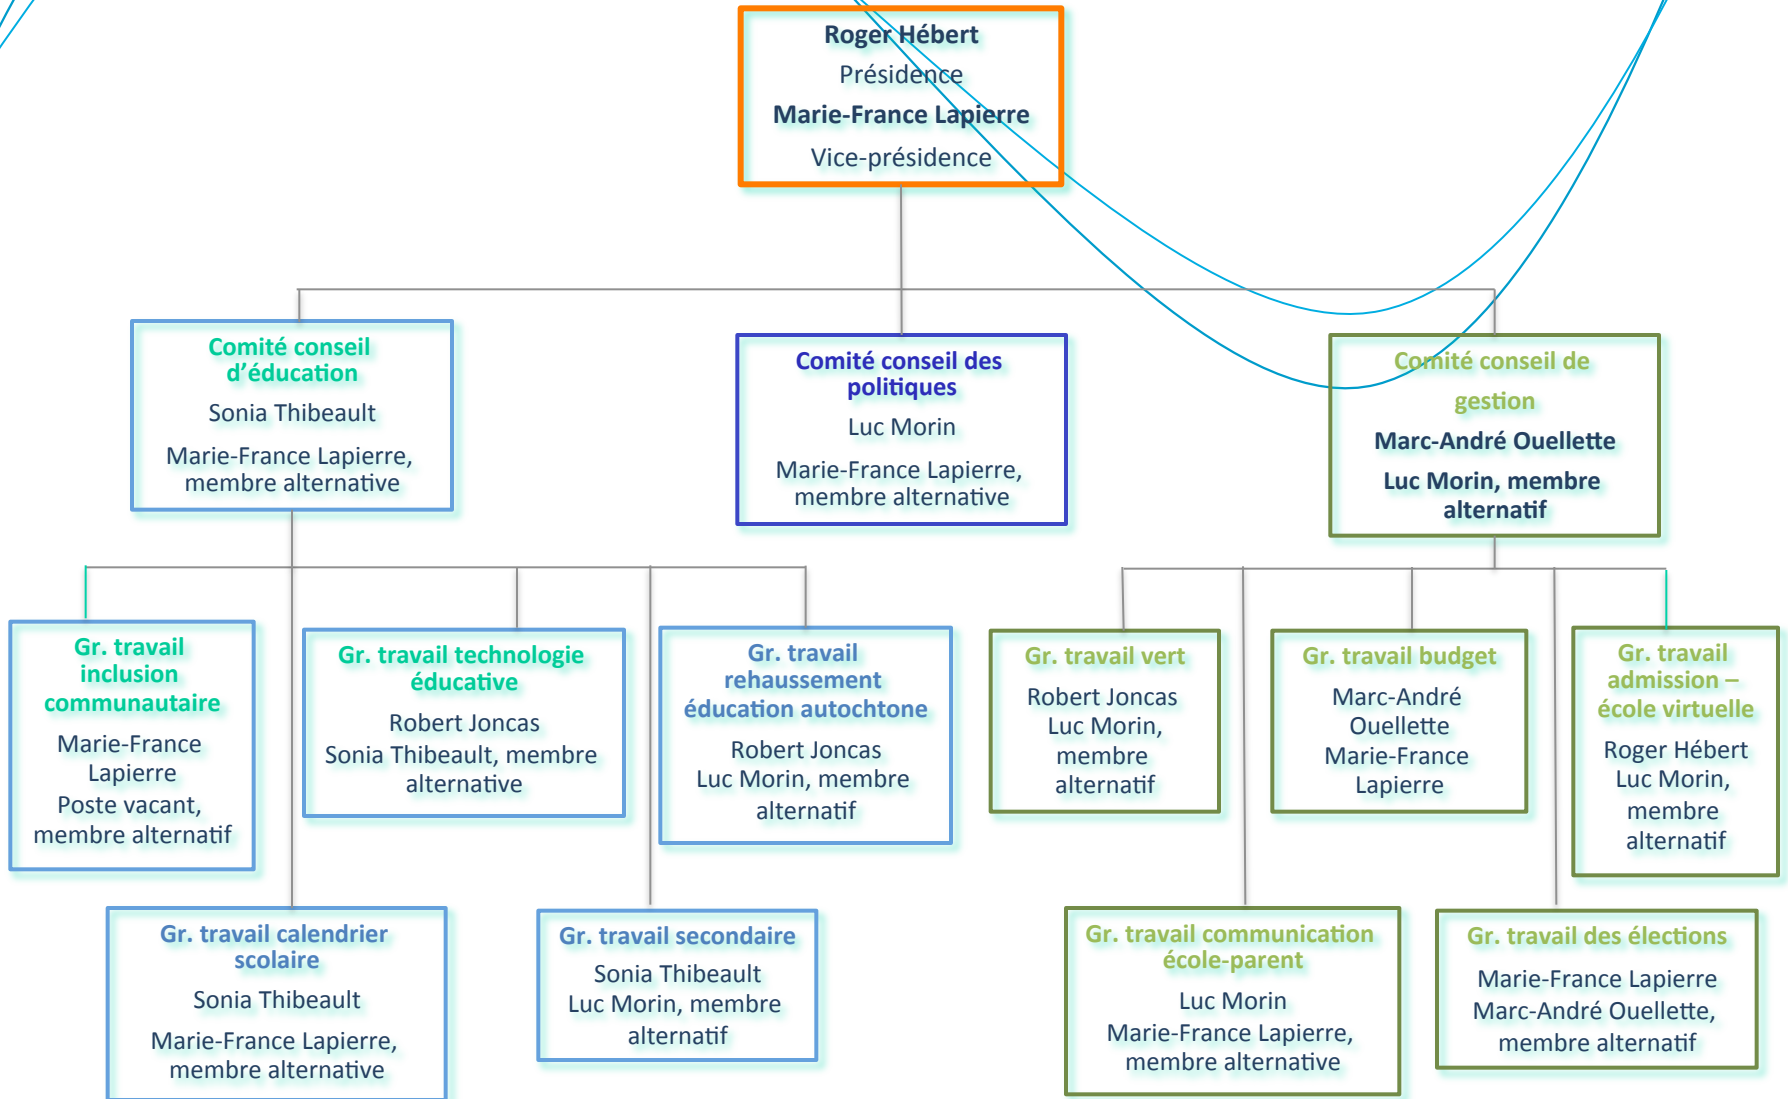 Roger Hébert
Présidence
Marie-France Lapierre
Vice-présidence
Comité conseil
d’éducation
Sonia Thibeault
Marie-France Lapierre,
membre alternative
Comité conseil des
politiques
Luc Morin
Marie-France Lapierre,
membre alternative
Comité conseil de
gestion
Marc-André Ouellette
Luc Morin, membre
alternatif
Gr. travail
inclusion
communautaire
Marie-France
Lapierre
Poste vacant,
membre alternatif
Gr. travail technologie
éducative
Robert Joncas
Sonia Thibeault, membre
alternative
Gr. travail
rehaussement
éducation autochtone
Robert Joncas
Luc Morin, membre
alternatif
Gr. travail vert
Robert Joncas
Luc Morin,
membre
alternatif
Gr. travail budget
Marc-André
Ouellette
Marie-France
Lapierre
Gr. travail
admission –
école virtuelle
Roger Hébert
Luc Morin,
membre
alternatif
Gr. travail calendrier
scolaire
Sonia Thibeault
Marie-France Lapierre,
membre alternative
Gr. travail secondaire
Sonia Thibeault
Luc Morin, membre
alternatif
Gr. travail communication
école-parent
Luc Morin
Marie-France Lapierre,
membre alternative
Gr. travail des élections
Marie-France Lapierre
Marc-André Ouellette,
membre alternatif